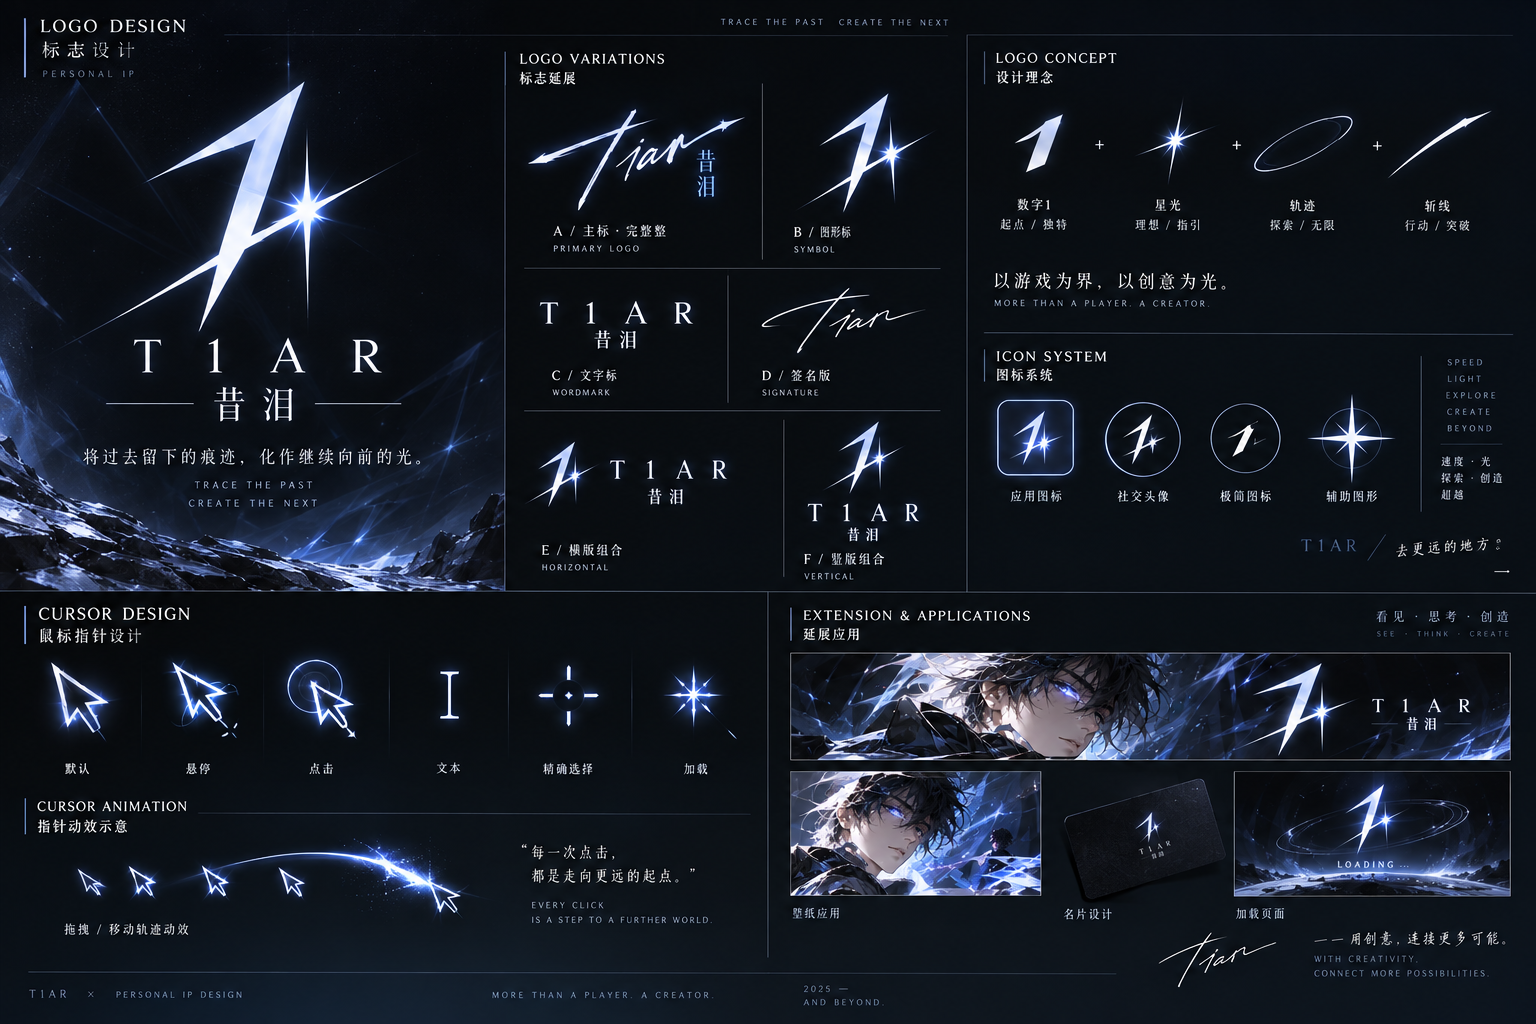 LOGO DESIGN
标志设计
PERSONAL IP
T1AR
昔泪
将过去留下的痕迹，化作继续向前的光。
TRACE THE PAST
CREATE THE NEXT
TRACE THE PAST CREATE THE NEXT
LOGO VARIATIONS
标志延展
Tiar
昔泪
A / 主标·完整整
PRIMARY LOGO
B / 图形标
SYMBOL
T1AR
昔泪
C / 文字标
WORDMARK
Tiar
D / 签名版
SIGNATURE
T1AR
昔泪
E / 横版组合
HORIZONTAL
T1AR
昔泪
F / 竖版组合
VERTICAL
LOGO CONCEPT
设计理念
+ + +
数字1 星光 轨迹 斩线
起点 / 独特 理想 / 指引 探索 / 无限 行动 / 突破
以游戏为界，以创意为光。
MORE THAN A PLAYER. A CREATOR.
ICON SYSTEM
图标系统
应用图标 社交头像 极简图标 辅助图形
SPEED
LIGHT
EXPLORE
CREATE
BEYOND
速度·光
探索·创造
超越
T1AR / 去更远的地方
CURSOR DESIGN
鼠标指针设计
默认 悬停 点击 文本 精确选择 加载
CURSOR ANIMATION
指针动效示意
拖拽 / 移动轨迹动效
“每一次点击，
都是走向更远的起点。”
EVERY CLICK
IS A STEP TO A FURTHER WORLD.
EXTENSION & APPLICATIONS
延展应用
看见·思考·创造
SEE · THINK · CREATE
T1AR
昔泪
壁纸应用
T1AR
昔泪
名片设计
LOADING...
加载页面
Tiar
——用创意，连接更多可能。
WITH CREATIVITY,
CONNECT MORE POSSIBILITIES.
T1AR × PERSONAL IP DESIGN
MORE THAN A PLAYER. A CREATOR.
2025 —
AND BEYOND.